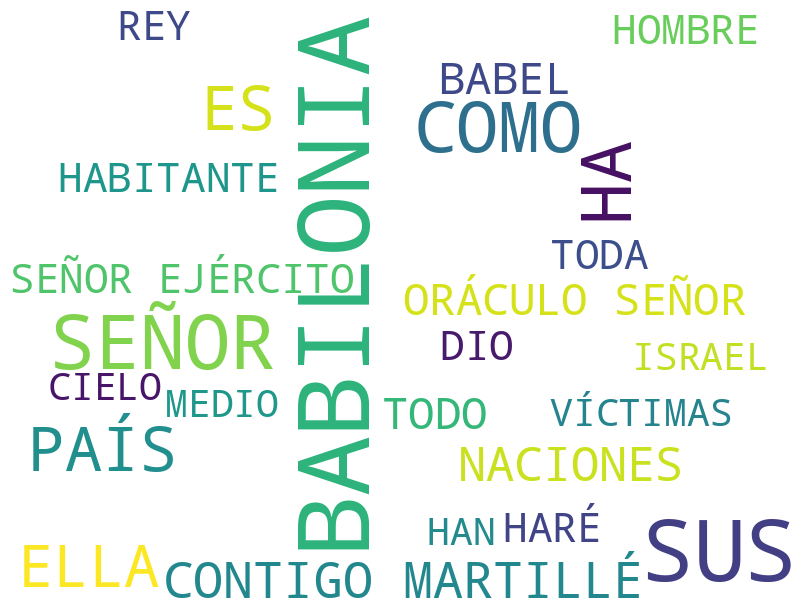 REY
HOMBRE
BABEL
ES
COMO
BABILONIA
HA
HABITANTE
TODA
SEÑOR EJÉRCITO
ORÁCULO SEÑOR
SEÑOR
DIO
ISRAEL
CIELO
MEDIO
TODO
VÍCTIMAS
PAÍS
NACIONES
HAN
HARÉ
SUS
ELLA
CONTIGO MARTILLÉ